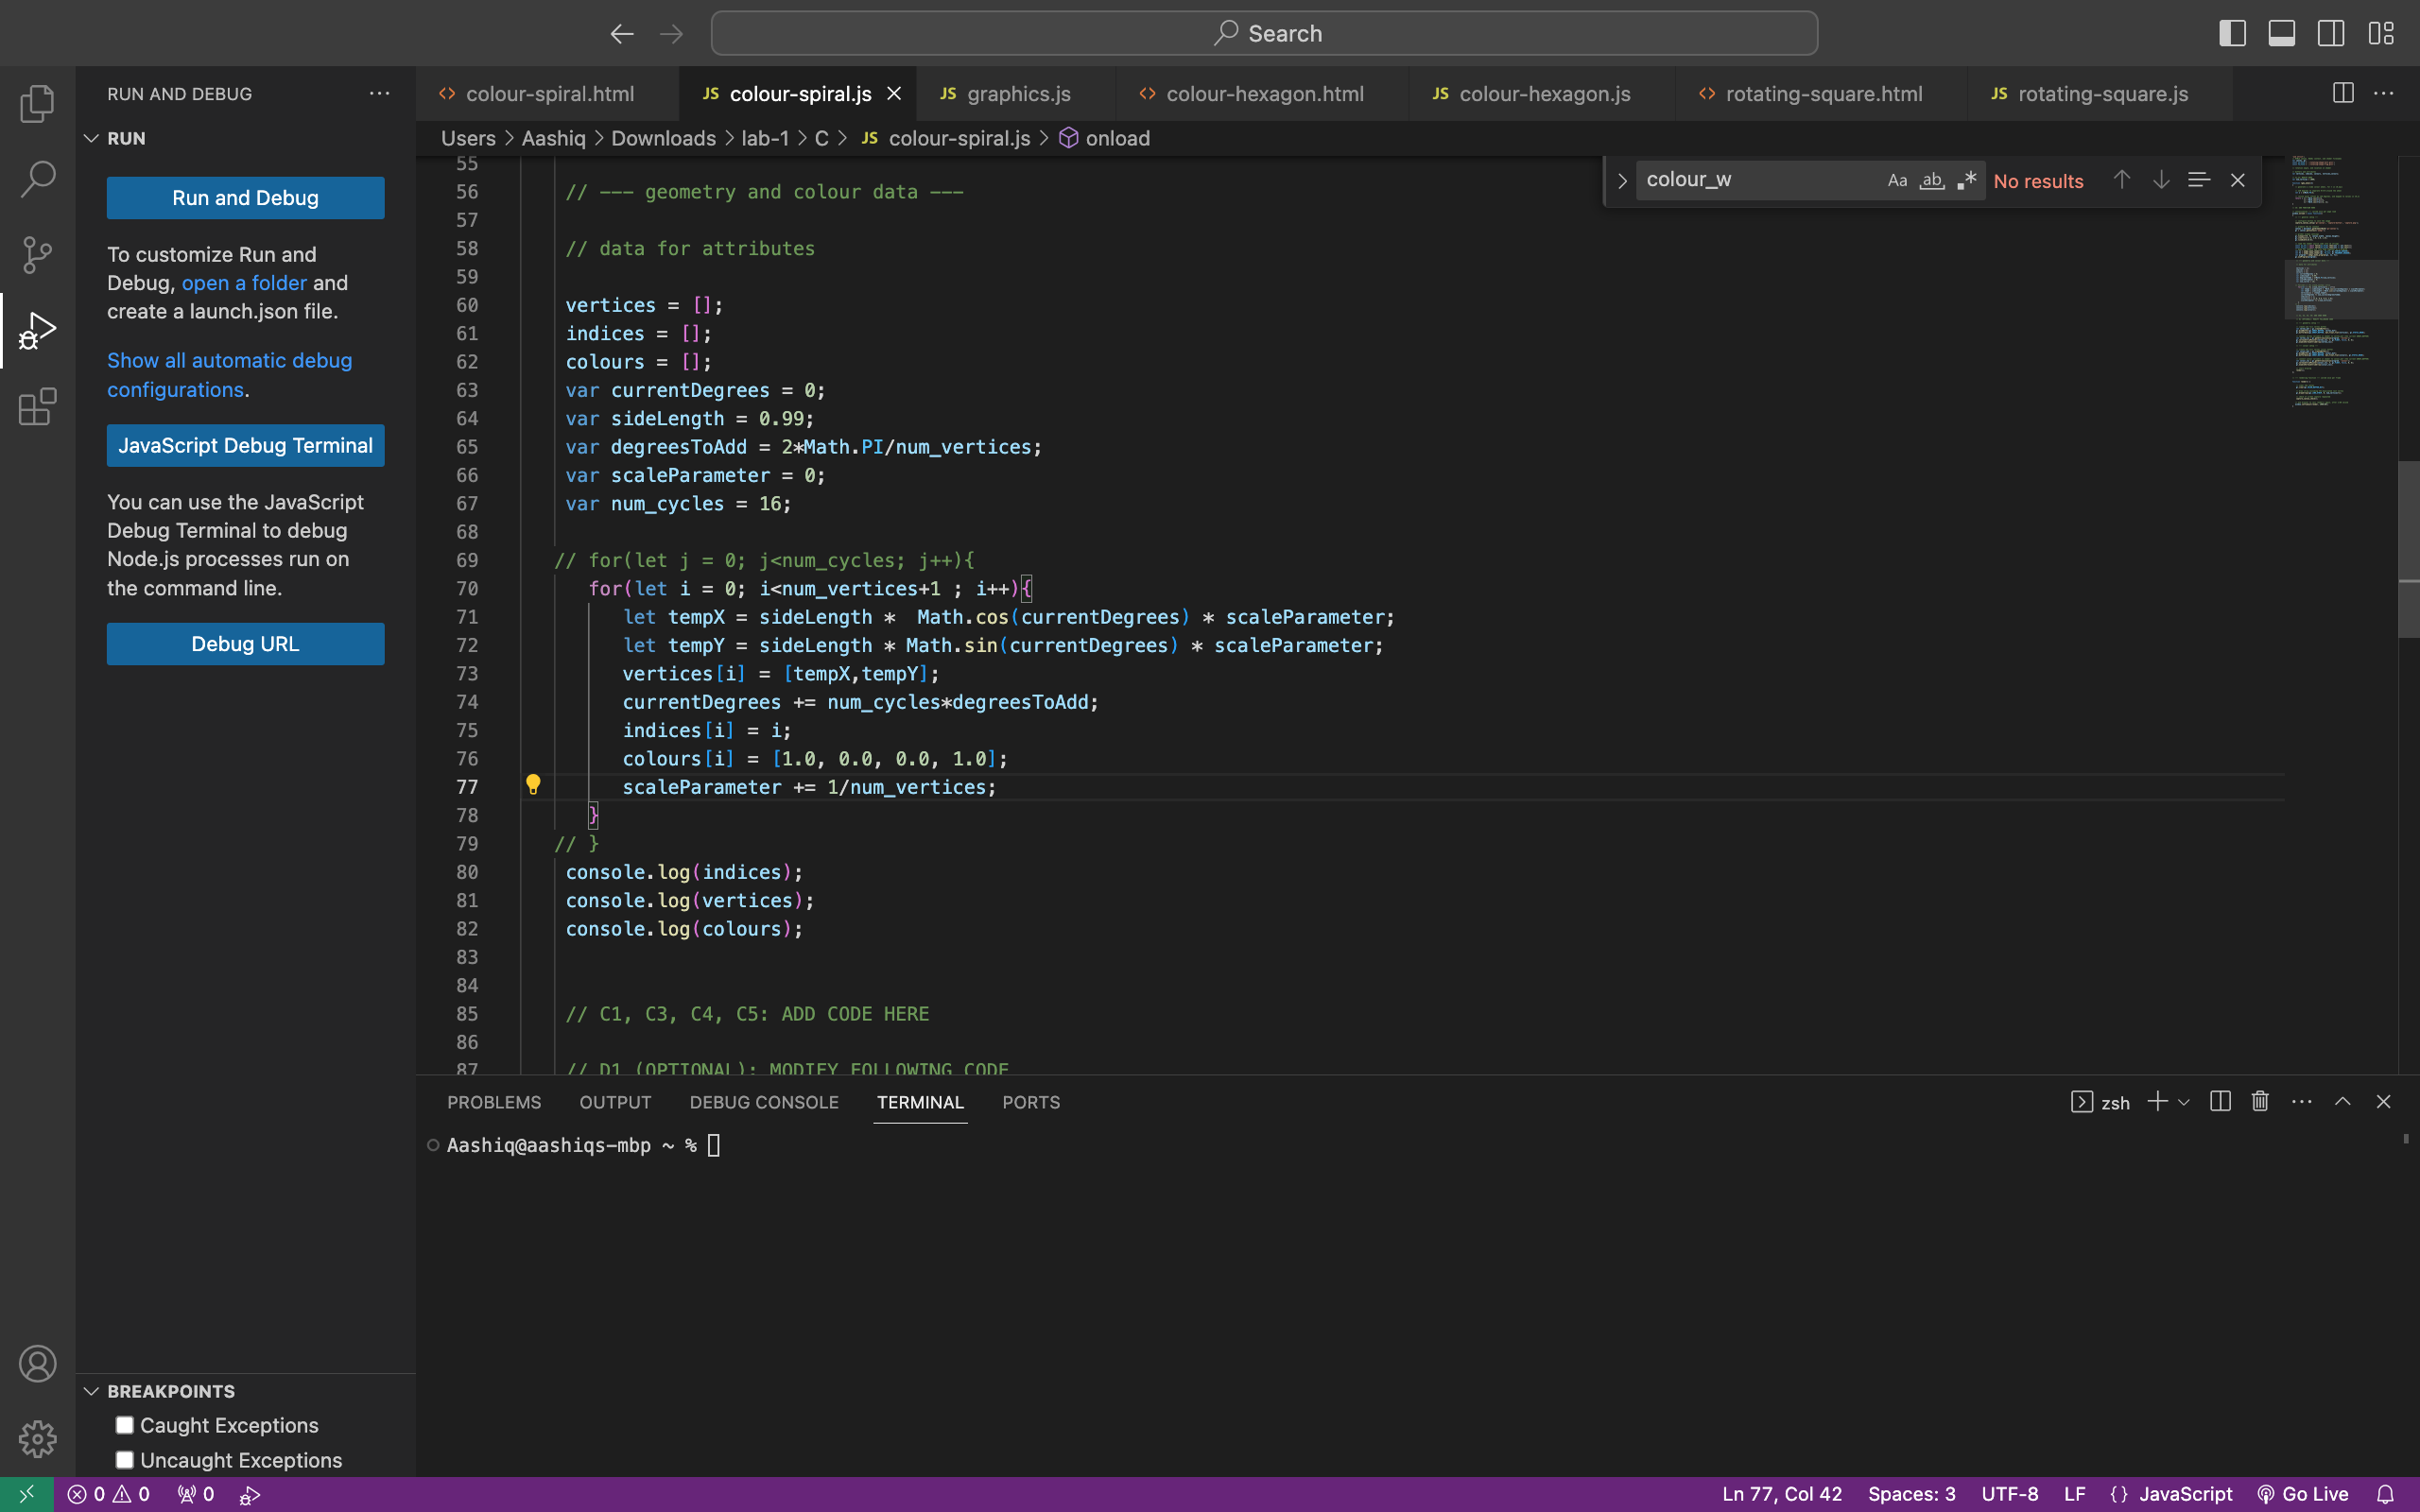 Search
RUN AND DEBUG
RUN
Run and Debug
To customize Run and
Debug, open a folder and
create a launch.json file.
Show all automatic debug
configurations.
JavaScript Debug Terminal
You can use the JavaScript
Debug Terminal to debug
Node.js processes run on
the command line.
Debug URL
BREAKPOINTS
Caught Exceptions
Uncaught Exceptions
<> colour-spiral.html
JS colour-spiral.js
JS graphics.js
<> colour-hexagon.html
JS colour-hexagon.js
<> rotating-square.html
JS rotating-square.js
Users > Aashiq > Downloads > lab-1 > C > JS colour-spiral.js > onload
colour_w Aa ab .* No results
55
56 // --- geometry and colour data ---
57
58 // data for attributes
59
60 vertices = [];
61 indices = [];
62 colours = [];
63 var currentDegrees = 0;
64 var sideLength = 0.99;
65 var degreesToAdd = 2*Math.PI/num_vertices;
66 var scaleParameter = 0;
67 var num_cycles = 16;
68
69 // for(let j = 0; j<num_cycles; j++){
70 for(let i = 0; i<num_vertices+1 ; i++){
71 let tempX = sideLength *  Math.cos(currentDegrees) * scaleParameter;
72 let tempY = sideLength * Math.sin(currentDegrees) * scaleParameter;
73 vertices[i] = [tempX,tempY];
74 currentDegrees += num_cycles*degreesToAdd;
75 indices[i] = i;
76 colours[i] = [1.0, 0.0, 0.0, 1.0];
77 scaleParameter += 1/num_vertices;
78 }
79 // }
80 console.log(indices);
81 console.log(vertices);
82 console.log(colours);
83
84
85 // C1, C3, C4, C5: ADD CODE HERE
86
87 // D1 (OPTIONAL): MODIFY FOLLOWING CODE
PROBLEMS OUTPUT DEBUG CONSOLE TERMINAL PORTS
zsh
Aashiq@aashiqs-mbp ~ %
0 0 0
Ln 77, Col 42 Spaces: 3 UTF-8 LF {} JavaScript Go Live